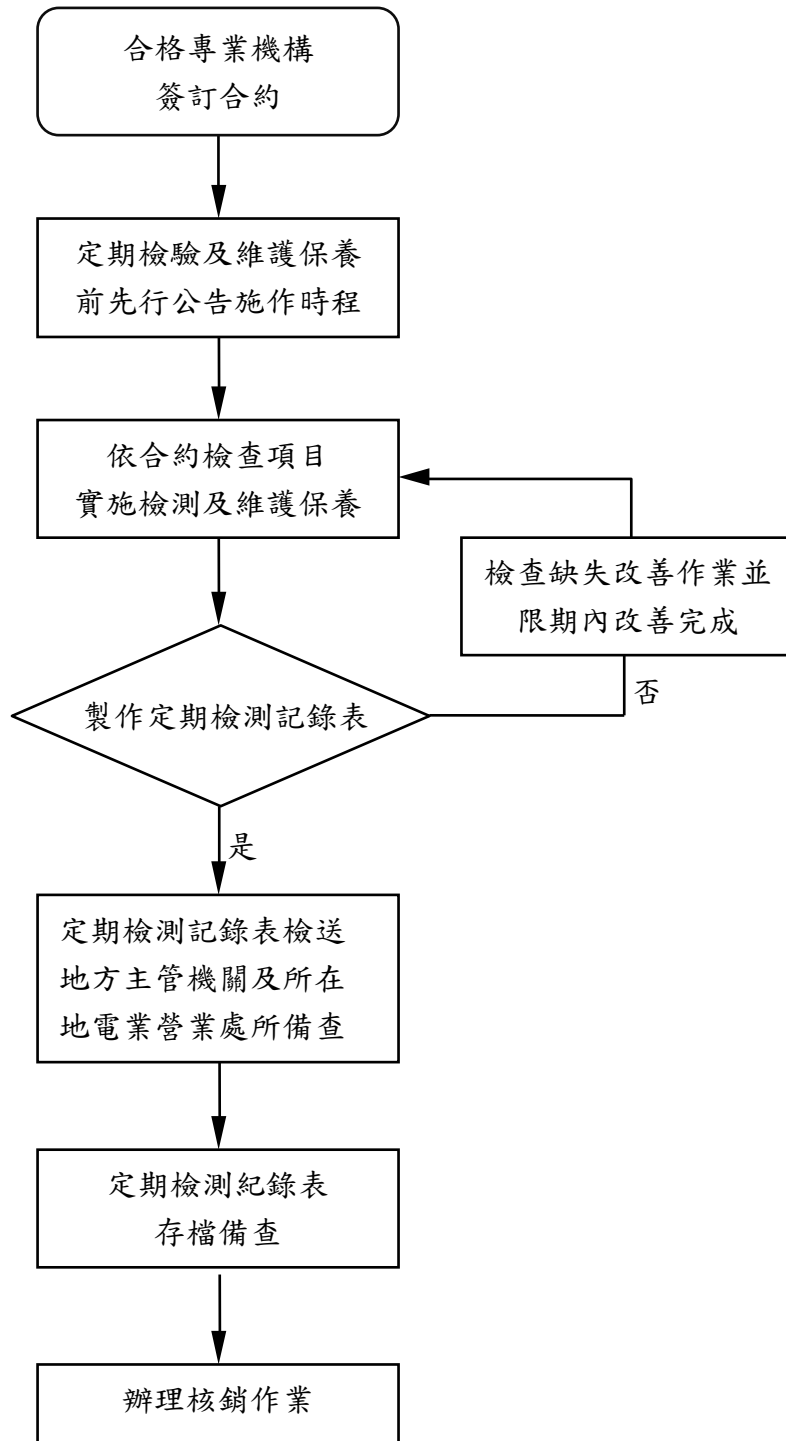 合格專業機構
簽訂合約
定期檢驗及維護保養
前先行公告施作時程
依合約檢查項目
實施檢測及維護保養
檢查缺失改善作業並
限期內改善完成
否
製作定期檢測記錄表
是
定期檢測記錄表檢送
地方主管機關及所在
地電業營業處所備查
定期檢測紀錄表
存檔備查
辦理核銷作業